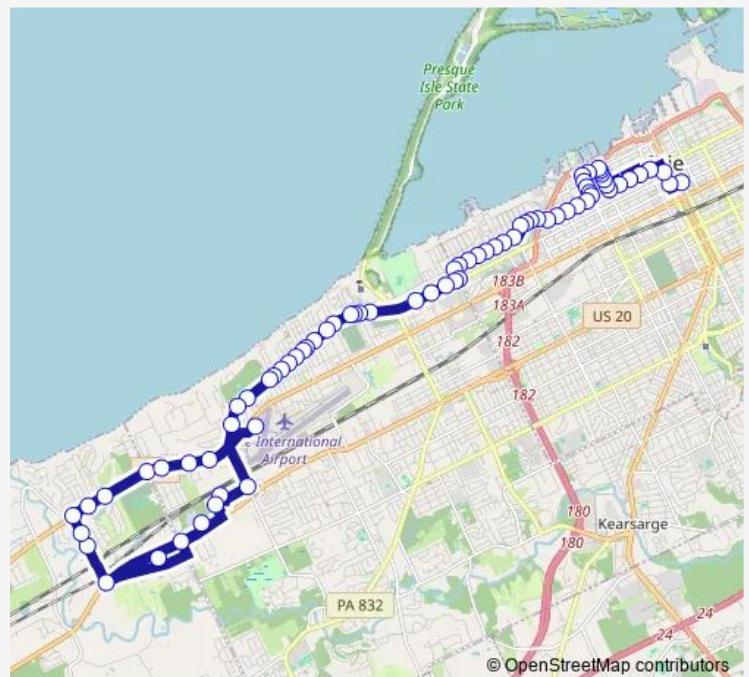 Presque
Isle State
Park
183B
183A
US 20
182
182
International
Airport
180
Kearsarge
180
PA 832
24
24
© OpenStreetMap contributors